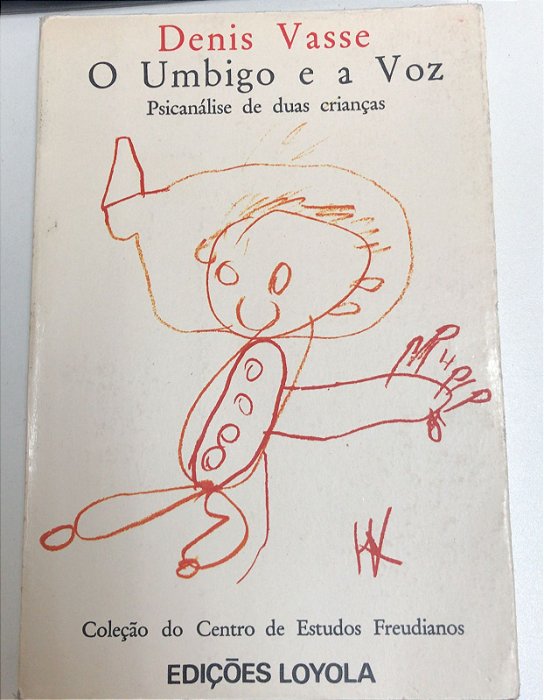 Denis Vasse
O Umbigo e a Voz
Psicanálise de duas crianças
Coleção do Centro de Estudos Freudianos
EDIÇÕES LOYOLA